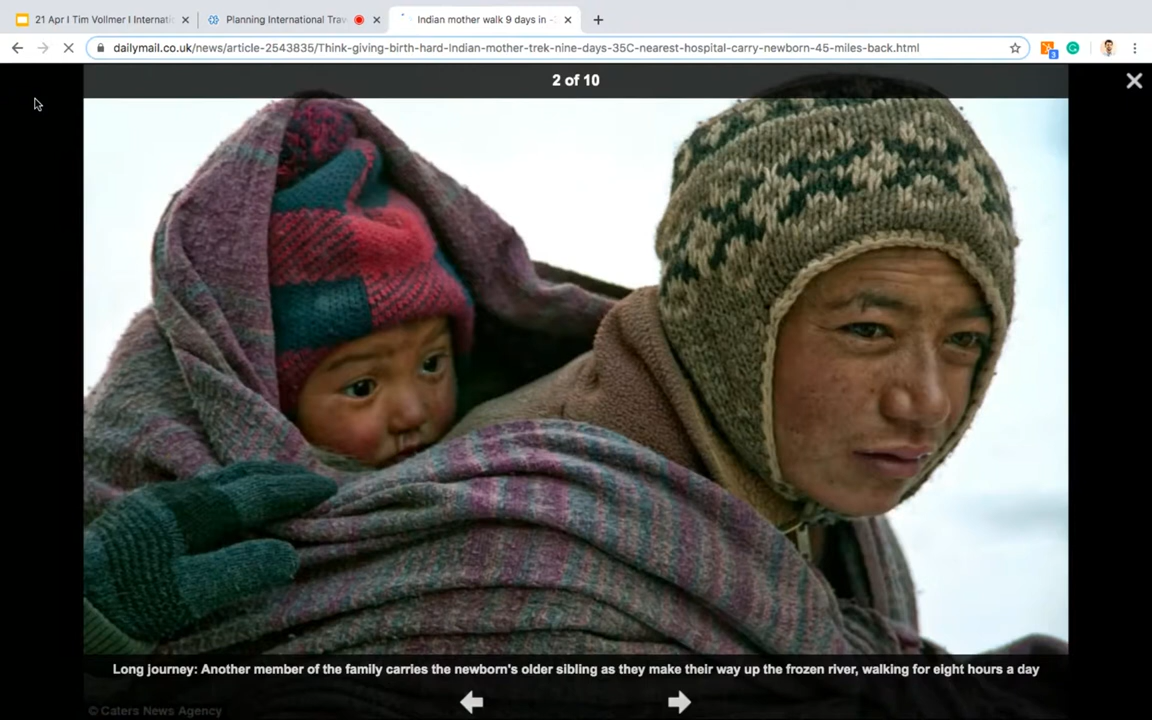 21 Apr I Tim Vollmer I Internatio
Planning International Trav
Indian mother walk 9 days in -
dailymail.co.uk/news/article-2543835/Think-giving-birth-hard-Indian-mother-trek-nine-days-35C-nearest-hospital-carry-newborn-45-miles-back.html
3
2 of 10
Long journey: Another member of the family carries the newborn's older sibling as they make their way up the frozen river, walking for eight hours a day
© Caters News Agency